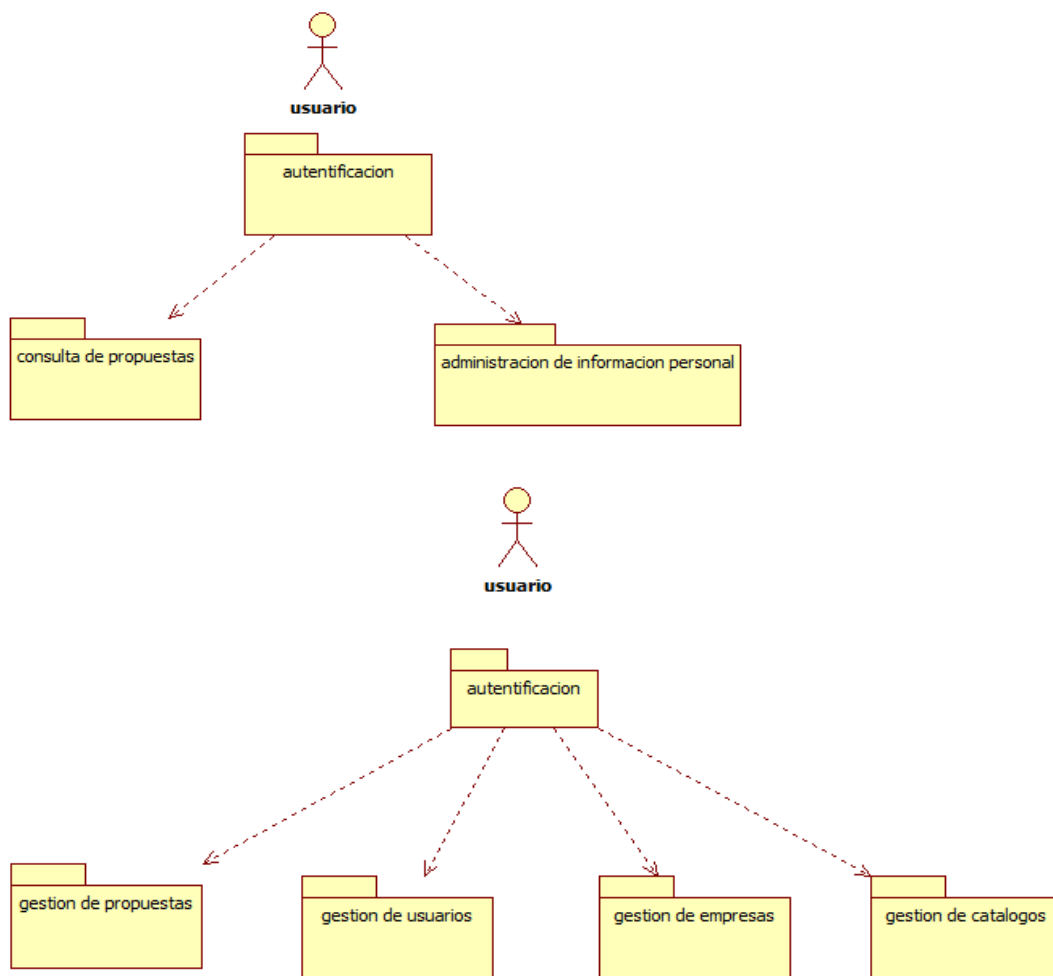 usuario
autentificacion
consulta de propuestas
administracion de informacion personal
usuario
autentificacion
gestion de propuestas
gestion de usuarios
gestion de empresas
gestion de catalogos